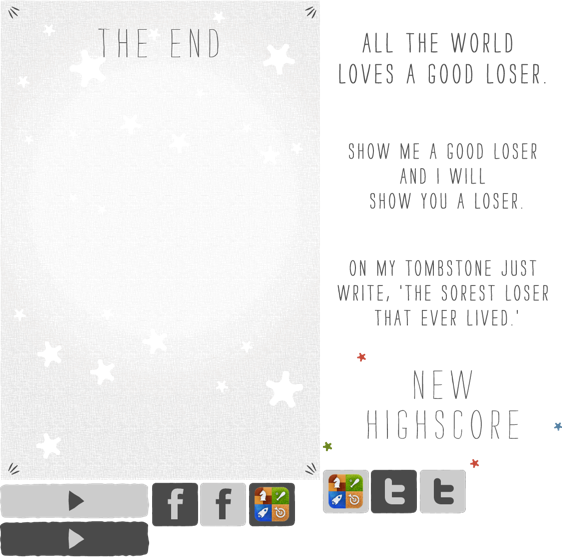 THE END
ALL THE WORLD
LOVES A GOOD LOSER.
SHOW ME A GOOD LOSER
AND I WILL
SHOW YOU A LOSER.
ON MY TOMBSTONE JUST
WRITE, 'THE SOREST LOSER
THAT EVER LIVED.'
NEW
HIGHSCORE
f
f
t
t